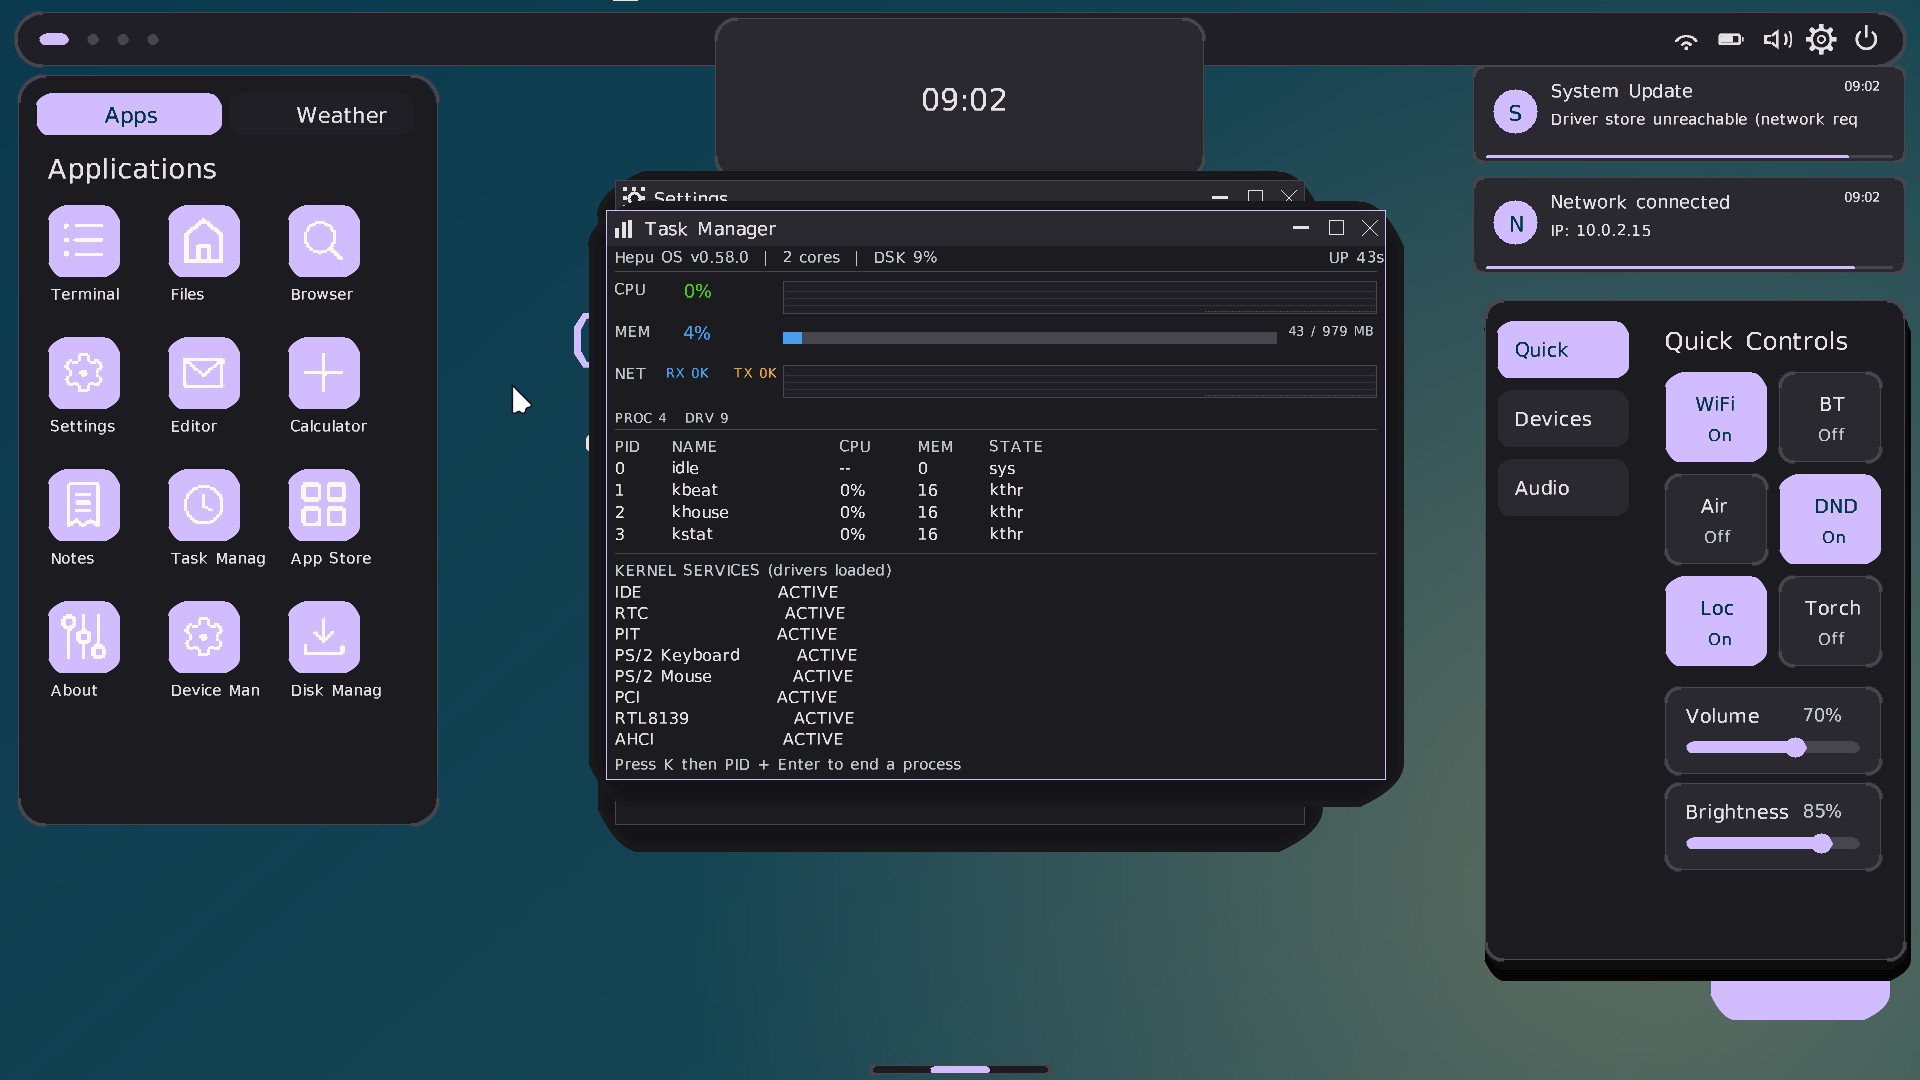 09:02
Apps
Weather
Applications
Terminal
Files
Browser
Settings
Editor
Calculator
Notes
Task Manag
App Store
About
Device Man
Disk Manag
Settings
Task Manager
Hepu OS v0.58.0 | 2 cores | DSK 9%
UP 43s
CPU 0%
MEM 4%
43 / 979 MB
NET RX 0K TX 0K
PROC 4 DRV 9
PID NAME CPU MEM STATE
0 idle -- 0 sys
1 kbeat 0% 16 kthr
2 khouse 0% 16 kthr
3 kstat 0% 16 kthr
KERNEL SERVICES (drivers loaded)
IDE ACTIVE
RTC ACTIVE
PIT ACTIVE
PS/2 Keyboard ACTIVE
PS/2 Mouse ACTIVE
PCI ACTIVE
RTL8139 ACTIVE
AHCI ACTIVE
Press K then PID + Enter to end a process
S
System Update
09:02
Driver store unreachable (network req
N
Network connected
09:02
IP: 10.0.2.15
Quick
Devices
Audio
Quick Controls
WiFi
On
BT
Off
Air
Off
DND
On
Loc
On
Torch
Off
Volume 70%
Brightness 85%